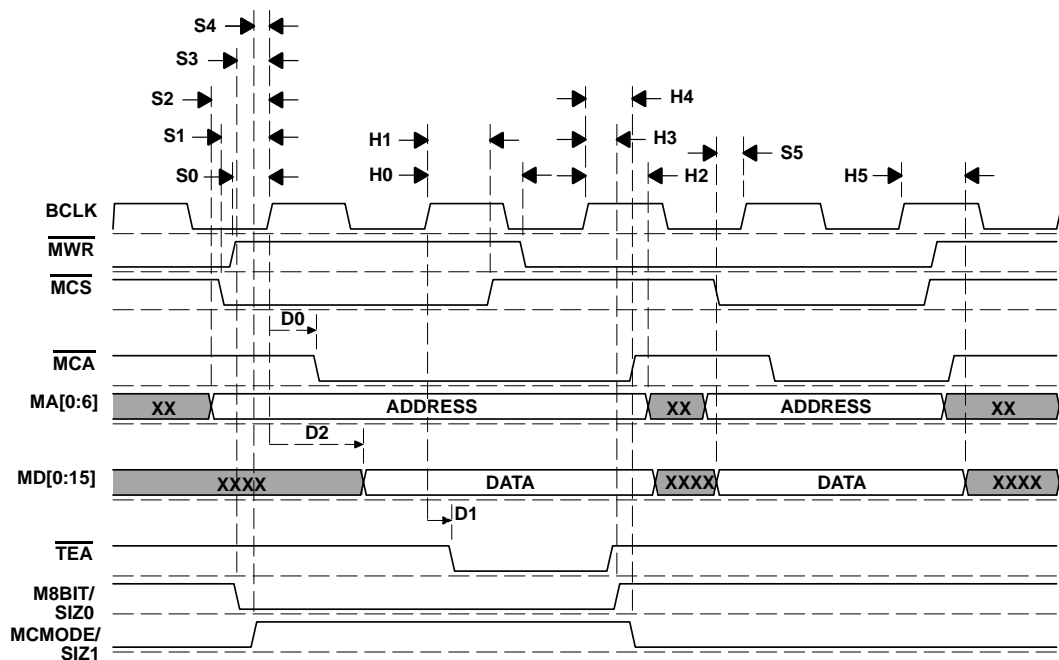 S4
S3
S2 H4
S1 H1 H3 S5
S0 H0 H2 H5
BCLK
MWR
MCS
D0
MCA
MA[0:6] XX ADDRESS XX ADDRESS XX
D2
MD[0:15] XXXX DATA XXXX DATA XXXX
D1
TEA
M8BIT/
SIZ0
MCMODE/
SIZ1